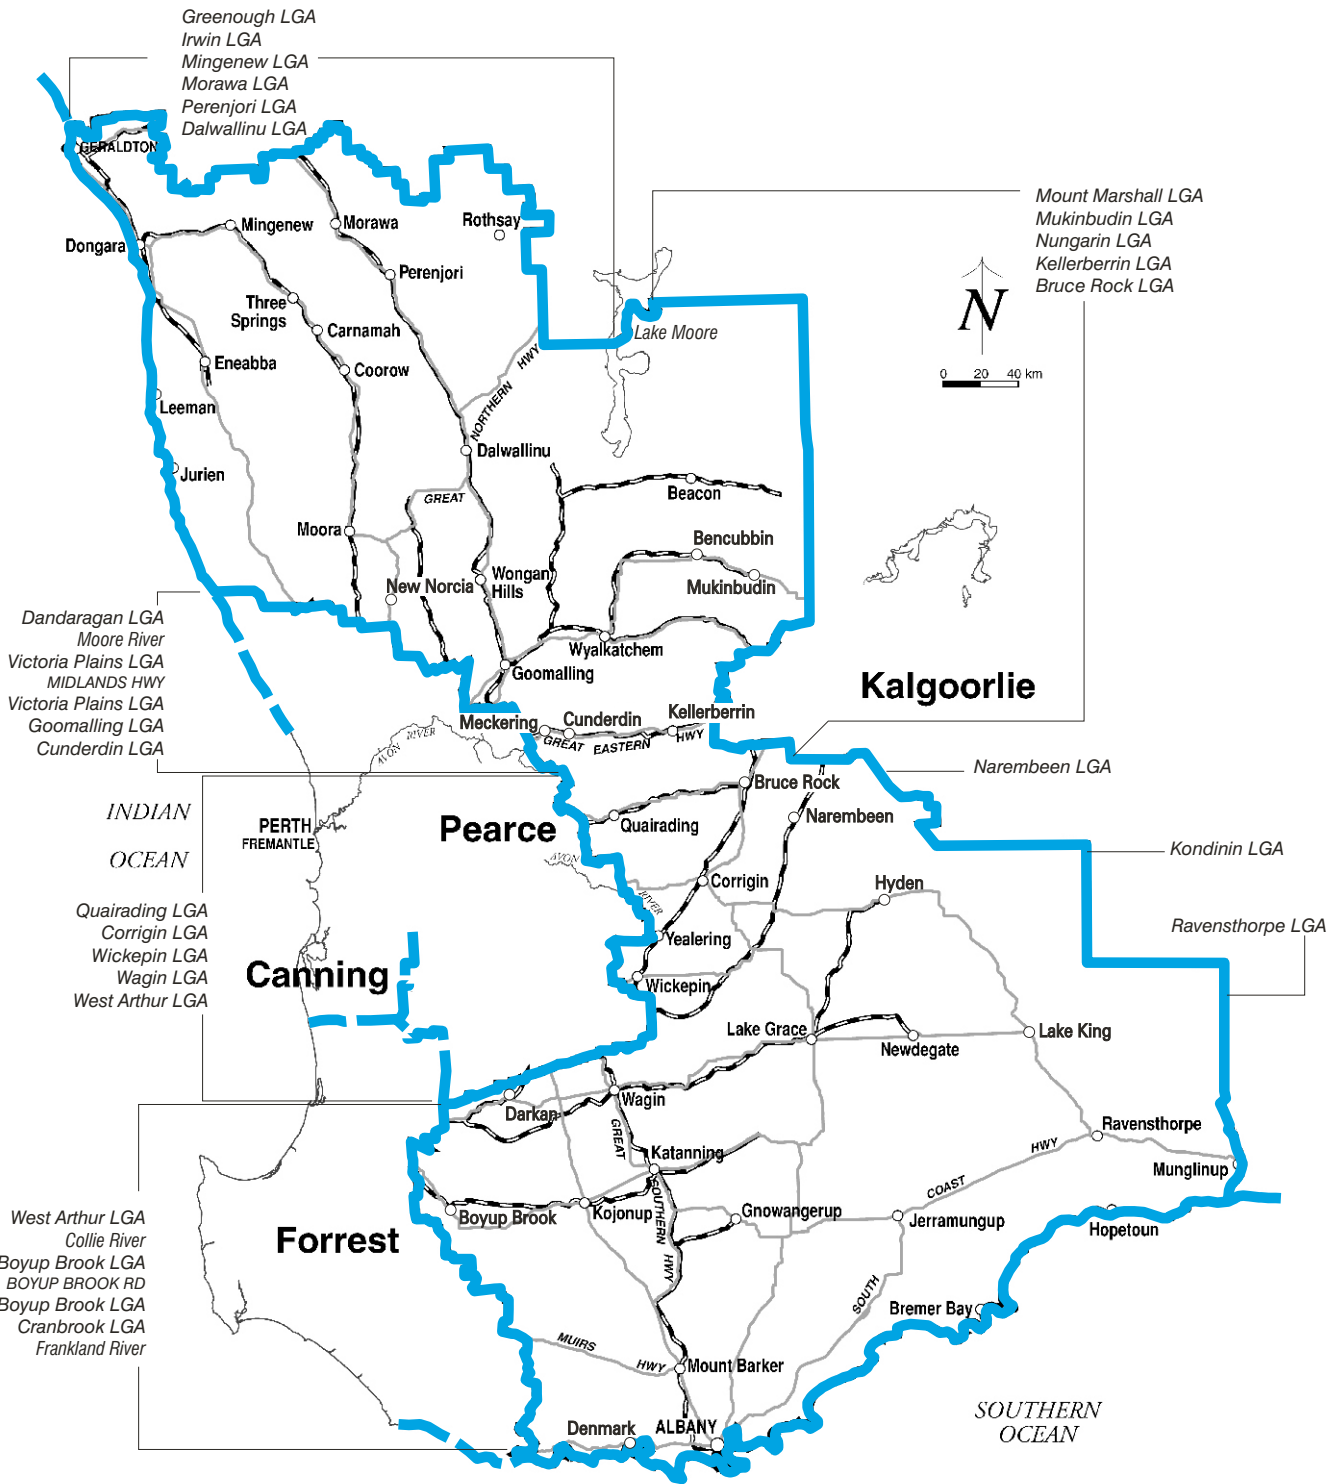 Greenough LGA
Irwin LGA
Mingenew LGA
Morawa LGA
Perenjori LGA
Dalwallinu LGA
GERALDTON
Mount Marshall LGA
Mukinbudin LGA
Nungarin LGA
Kellerberrin LGA
Bruce Rock LGA
Mingenew
Morawa
Rothsay
Dongara
Perenjori
Three
Springs
N
Carnamah
Lake Moore
Eneabba
Coorow
NORTHERN HWY
0 20 40 km
Leeman
Dalwallinu
Jurien
GREAT
Beacon
Moora
Bencubbin
New Norcia
Wongan
Hills
Mukinbudin
Dandaragan LGA
Moore River
Victoria Plains LGA
MIDLANDS HWY
Victoria Plains LGA
Goomalling LGA
Cunderdin LGA
Wyalkatchem
Goomalling
Kalgoorlie
Meckering
Cunderdin
Kellerberrin
AVON RIVER
GREAT EASTERN HWY
Narembeen LGA
Bruce Rock
INDIAN
OCEAN
PERTH
FREMANTLE
Pearce
Quairading
Narembeen
Kondinin LGA
AVON RIVER
Corrigin
Hyden
Quairading LGA
Corrigin LGA
Wickepin LGA
Wagin LGA
West Arthur LGA
Ravensthorpe LGA
Yealering
Canning
Wickepin
Lake Grace
Newdegate
Lake King
Darkan
Wagin
GREAT SOUTHERN HWY
Katanning
Ravensthorpe
Munglinup
SOUTH COAST HWY
West Arthur LGA
Collie River
Boyup Brook LGA
BOYUP BROOK RD
Boyup Brook LGA
Cranbrook LGA
Frankland River
Forrest
Boyup Brook
Kojonup
Gnowangerup
Jerramungup
Hopetoun
Bremer Bay
MUIRS HWY
Mount Barker
Denmark
ALBANY
SOUTHERN
OCEAN